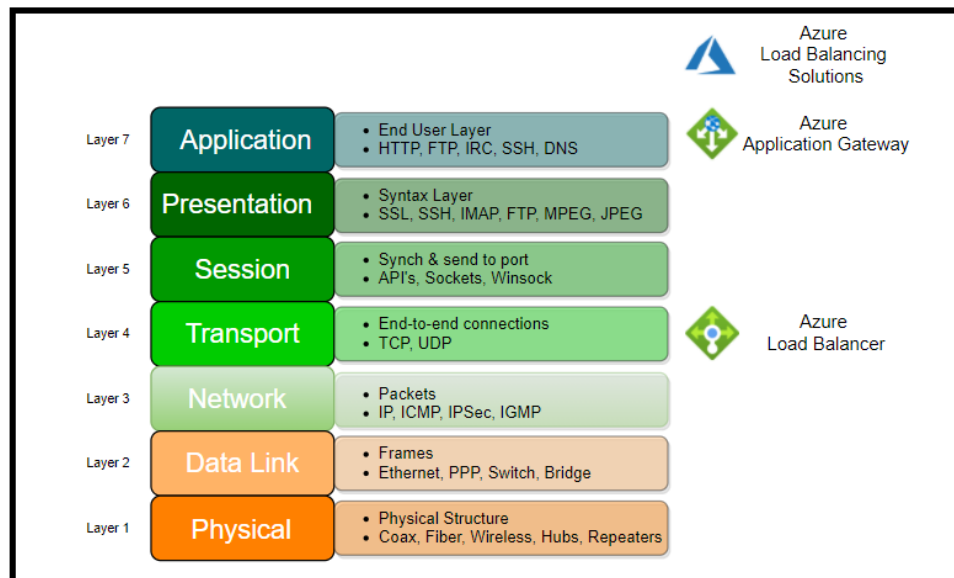 Azure
Load Balancing
Solutions
Layer 7
Application
• End User Layer
• HTTP, FTP, IRC, SSH, DNS
Azure
Application Gateway
Layer 6
Presentation
• Syntax Layer
• SSL, SSH, IMAP, FTP, MPEG, JPEG
Layer 5
Session
• Synch & send to port
• API's, Sockets, Winsock
Layer 4
Transport
• End-to-end connections
• TCP, UDP
Azure
Load Balancer
Layer 3
Network
• Packets
• IP, ICMP, IPSec, IGMP
Layer 2
Data Link
• Frames
• Ethernet, PPP, Switch, Bridge
Layer 1
Physical
• Physical Structure
• Coax, Fiber, Wireless, Hubs, Repeaters